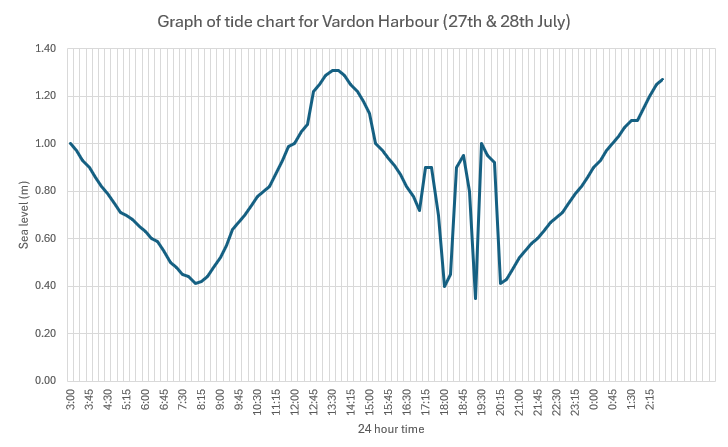 Graph of tide chart for Vardon Harbour (27th & 28th July)
1.40
1.20
1.00
0.80
0.60
0.40
0.20
0.00
Sea level (m)
3:00 3:45 4:30 5:15 6:00 6:45 7:30 8:15 9:00 9:45 10:30 11:15 12:00 12:45 13:30 14:15 15:00 15:45 16:30 17:15 18:00 18:45 19:30 20:15 21:00 21:45 22:30 23:15 0:00 0:45 1:30 2:15
24 hour time